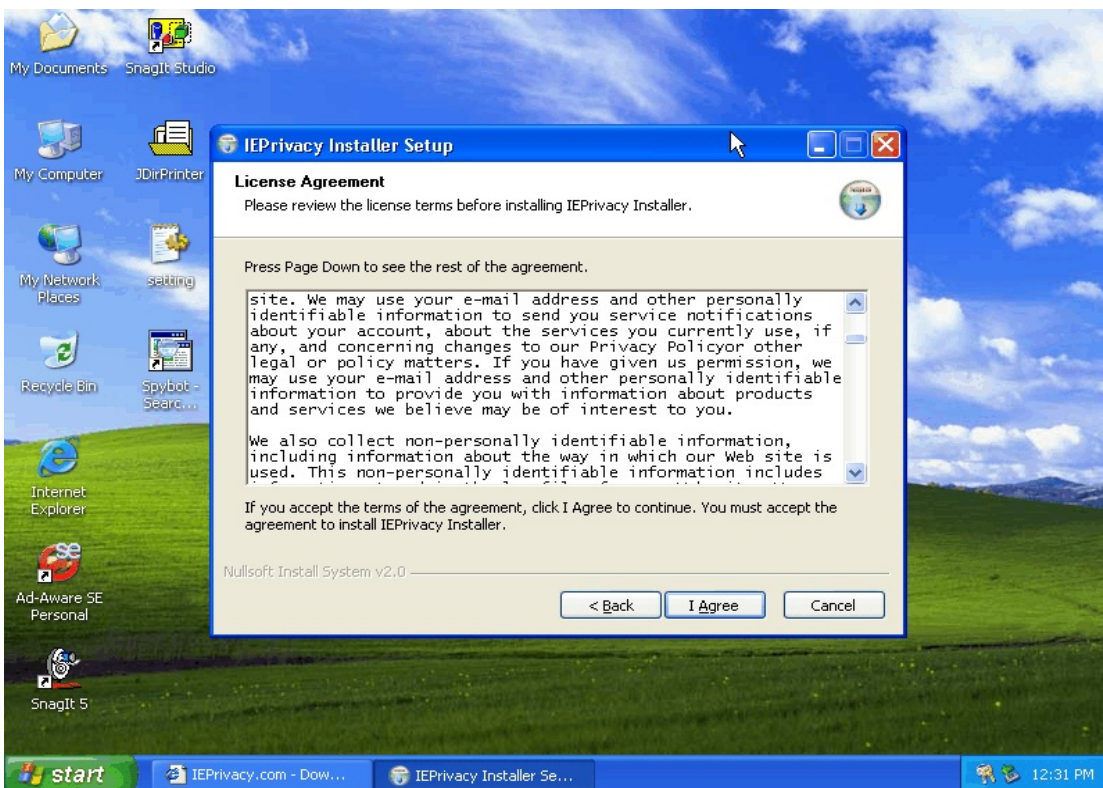 My Documents
SnagIt Studio
My Computer
JDirPrinter
My Network
Places
setting
Recycle Bin
Spybot -
Searc...
Internet
Explorer
Ad-Aware SE
Personal
SnagIt 5
IEPrivacy Installer Setup
License Agreement
Please review the license terms before installing IEPrivacy Installer.
Press Page Down to see the rest of the agreement.
site. We may use your e-mail address and other personally
identifiable information to send you service notifications
about your account, about the services you currently use, if
any, and concerning changes to our Privacy Policyor other
legal or policy matters. If you have given us permission, we
may use your e-mail address and other personally identifiable
information to provide you with information about products
and services we believe may be of interest to you.
We also collect non-personally identifiable information,
including information about the way in which our Web site is
used. This non-personally identifiable information includes
If you accept the terms of the agreement, click I Agree to continue. You must accept the
agreement to install IEPrivacy Installer.
Nullsoft Install System v2.0
< Back
I Agree
Cancel
start
IEPrivacy.com - Dow...
IEPrivacy Installer Se...
12:31 PM